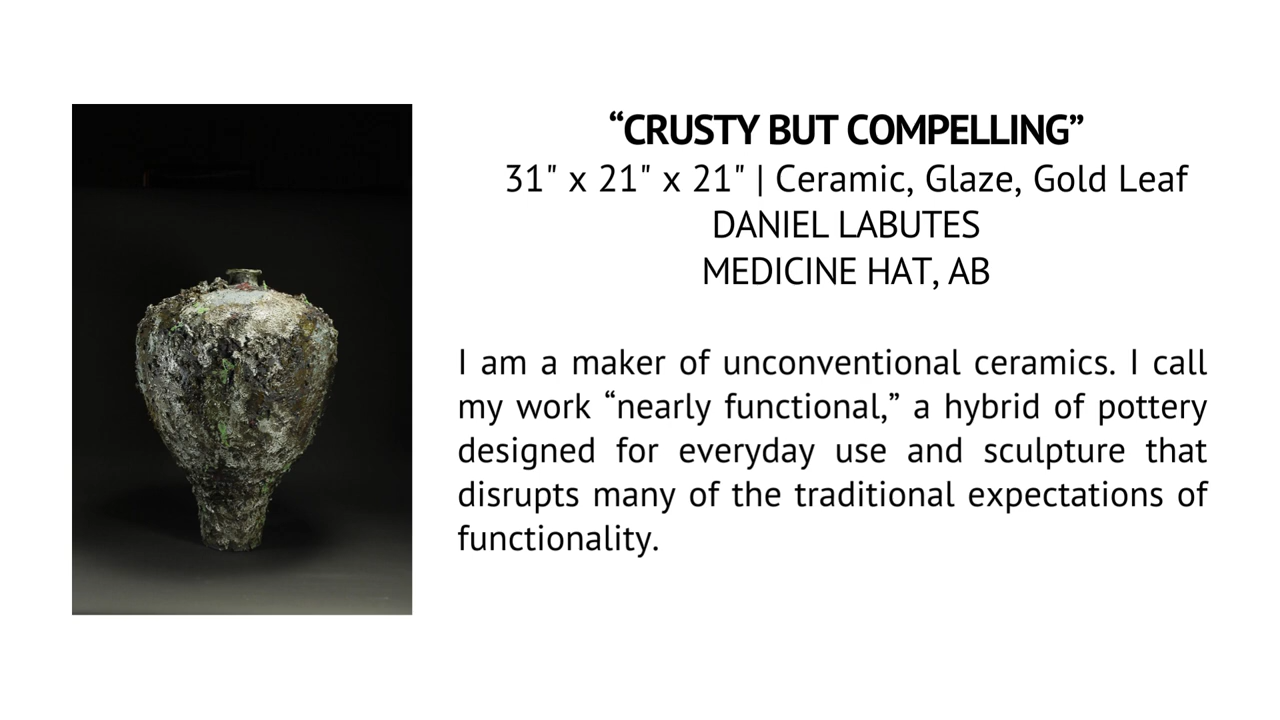 “CRUSTY BUT COMPELLING”
31" x 21" x 21" | Ceramic, Glaze, Gold Leaf
DANIEL LABUTES
MEDICINE HAT, AB
I am a maker of unconventional ceramics. I call
my work “nearly functional,” a hybrid of pottery
designed for everyday use and sculpture that
disrupts many of the traditional expectations of
functionality.